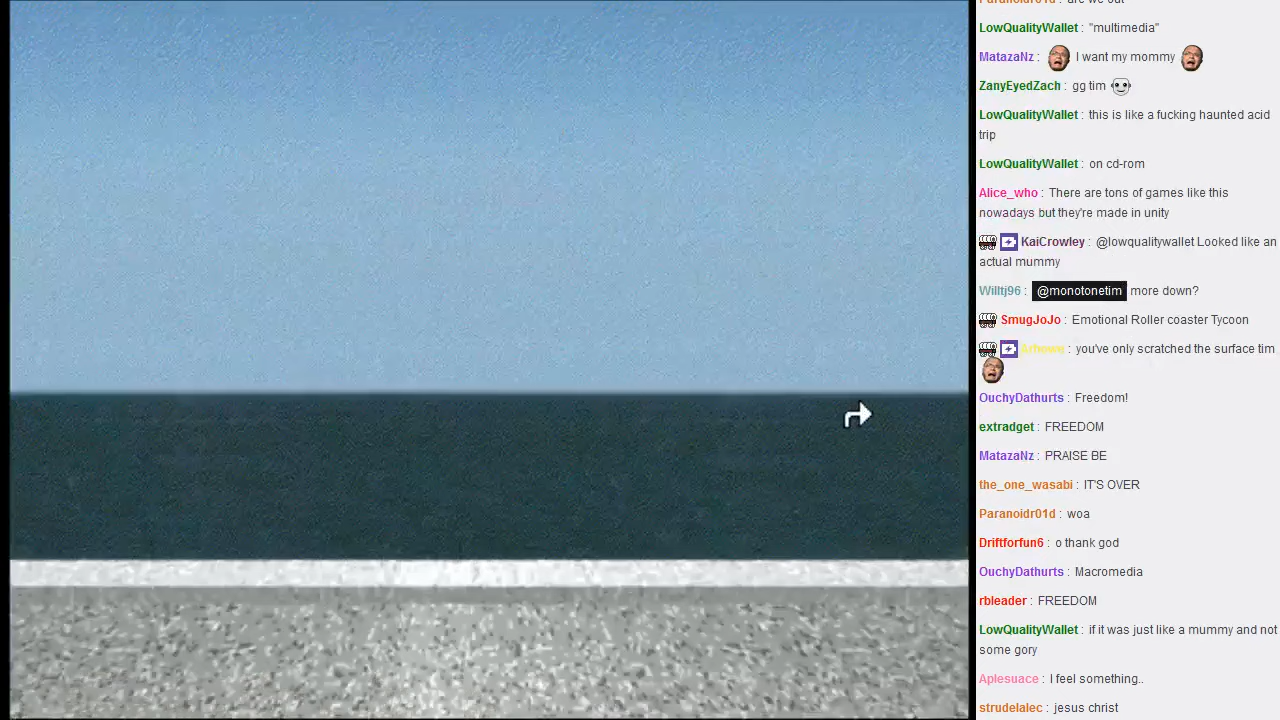 Paranoidr01d : are we out
LowQualityWallet : "multimedia"
MatazaNz : I want my mommy
ZanyEyedZach : gg tim
LowQualityWallet : this is like a fucking haunted acid
trip
LowQualityWallet : on cd-rom
Alice_who : There are tons of games like this
nowadays but they're made in unity
KaiCrowley : @lowqualitywallet Looked like an
actual mummy
Willtj96 : @monotonetim more down?
SmugJoJo : Emotional Roller coaster Tycoon
: you've only scratched the surface tim
OuchyDathurts : Freedom!
extradget : FREEDOM
MatazaNz : PRAISE BE
the_one_wasabi : IT'S OVER
Paranoidr01d : woa
Driftforfun6 : o thank god
OuchyDathurts : Macromedia
rbleader : FREEDOM
LowQualityWallet : if it was just like a mummy and not
some gory
Aplesuace : I feel something..
strudelalec : jesus christ